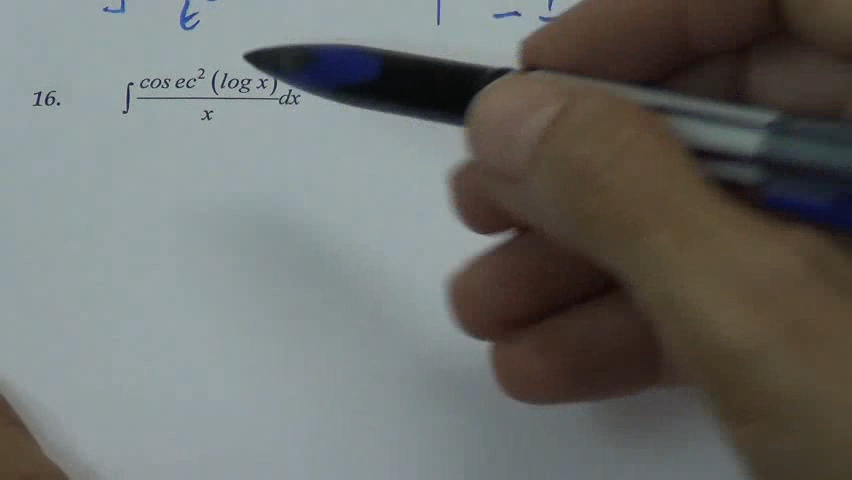 16. ∫ cosec² (log x) / x dx